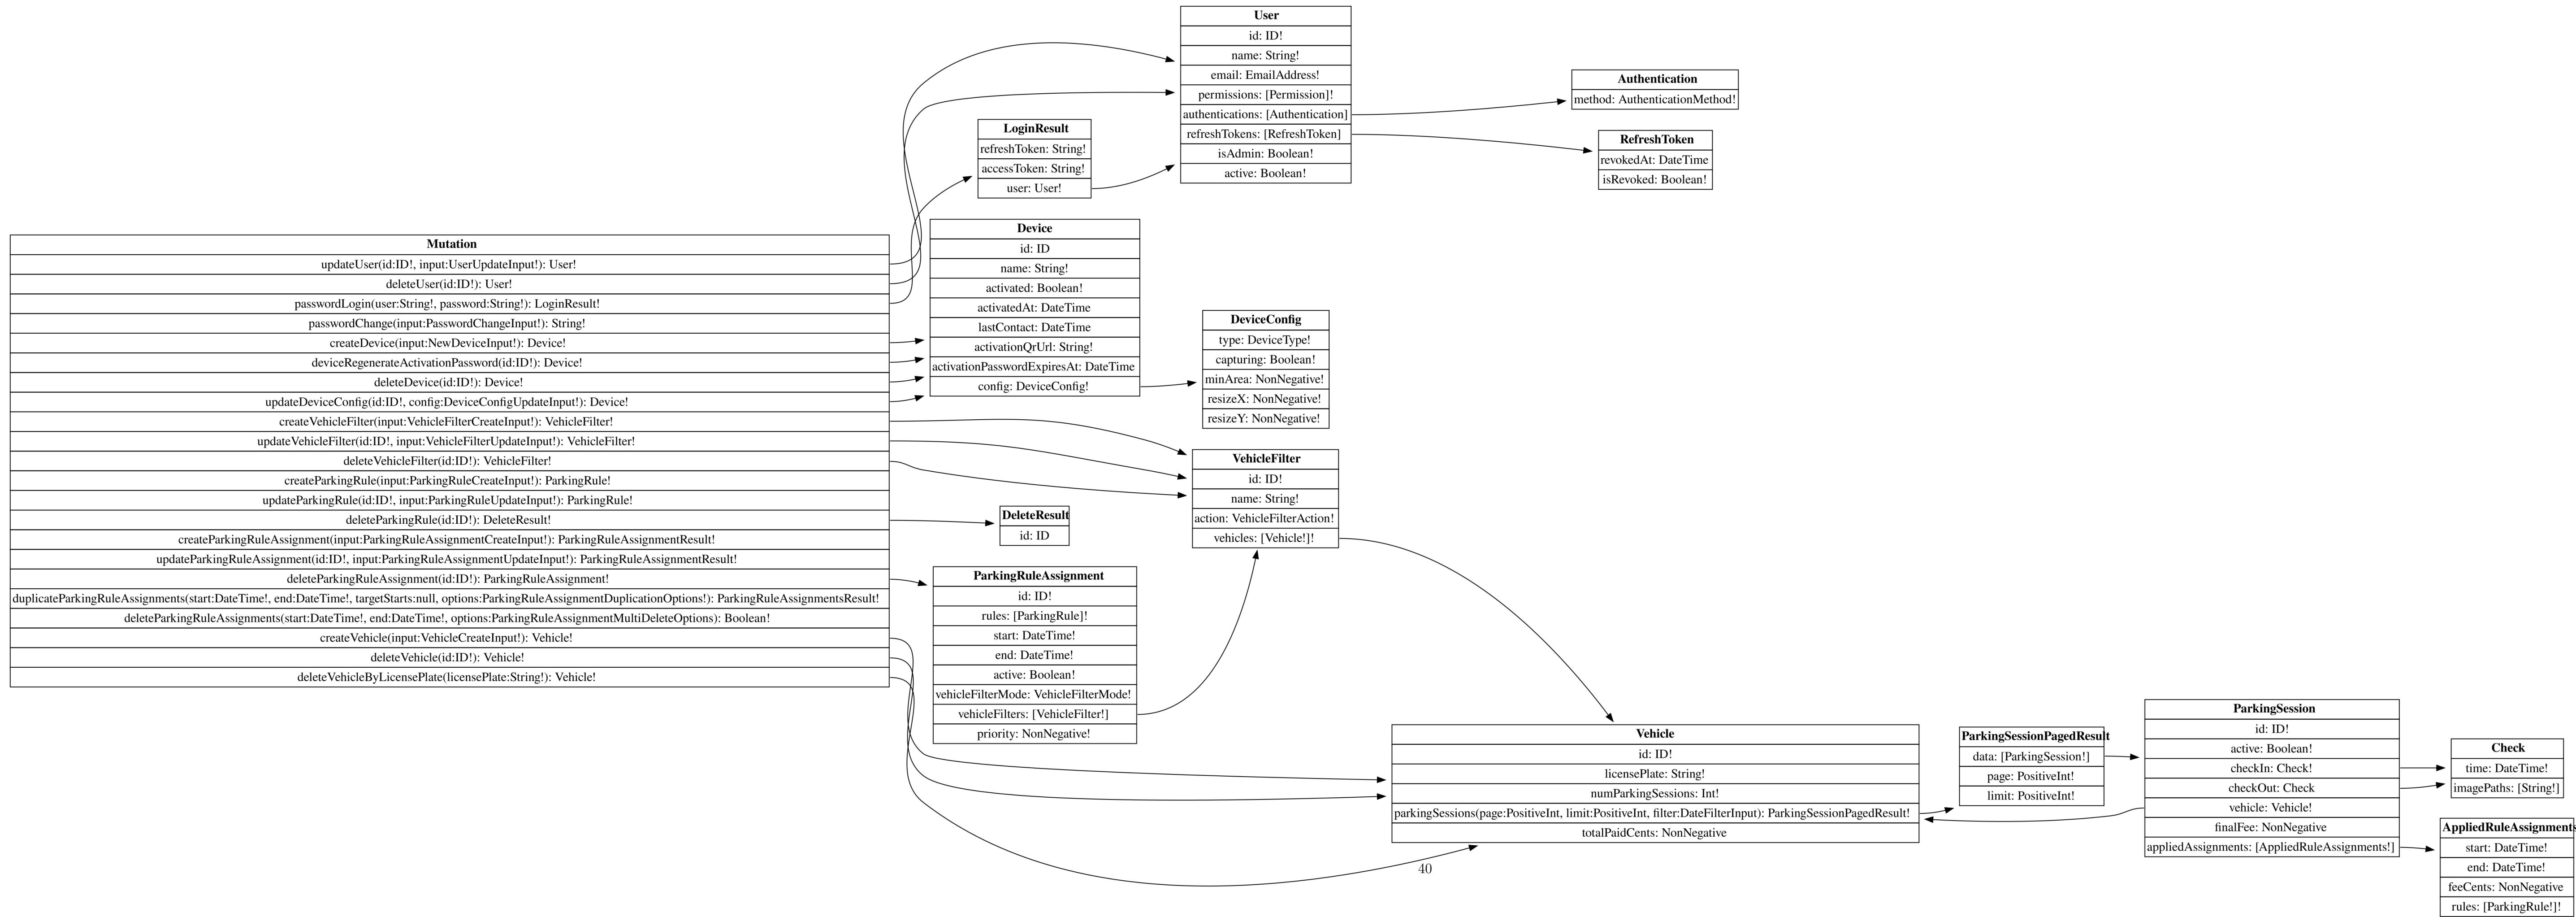 User
id: ID!
name: String!
email: EmailAddress!
permissions: [Permission]!
authentications: [Authentication]
refreshTokens: [RefreshToken]
isAdmin: Boolean!
active: Boolean!
Authentication
method: AuthenticationMethod!
RefreshToken
revokedAt: DateTime
isRevoked: Boolean!
LoginResult
refreshToken: String!
accessToken: String!
user: User!
Mutation
updateUser(id:ID!, input:UserUpdateInput!): User!
deleteUser(id:ID!): User!
passwordLogin(user:String!, password:String!): LoginResult!
passwordChange(input:PasswordChangeInput!): String!
createDevice(input:NewDeviceInput!): Device!
deviceRegenerateActivationPassword(id:ID!): Device!
deleteDevice(id:ID!): Device!
updateDeviceConfig(id:ID!, config:DeviceConfigUpdateInput!): Device!
createVehicleFilter(input:VehicleFilterCreateInput!): VehicleFilter!
updateVehicleFilter(id:ID!, input:VehicleFilterUpdateInput!): VehicleFilter!
deleteVehicleFilter(id:ID!): VehicleFilter!
createParkingRule(input:ParkingRuleCreateInput!): ParkingRule!
updateParkingRule(id:ID!, input:ParkingRuleUpdateInput!): ParkingRule!
deleteParkingRule(id:ID!): DeleteResult!
createParkingRuleAssignment(input:ParkingRuleAssignmentCreateInput!): ParkingRuleAssignmentResult!
updateParkingRuleAssignment(id:ID!, input:ParkingRuleAssignmentUpdateInput!): ParkingRuleAssignmentResult!
deleteParkingRuleAssignment(id:ID!): ParkingRuleAssignment!
duplicateParkingRuleAssignments(start:DateTime!, end:DateTime!, targetStarts:null, options:ParkingRuleAssignmentDuplicationOptions!): ParkingRuleAssignmentsResult!
deleteParkingRuleAssignments(start:DateTime!, end:DateTime!, options:ParkingRuleAssignmentMultiDeleteOptions): Boolean!
createVehicle(input:VehicleCreateInput!): Vehicle!
deleteVehicle(id:ID!): Vehicle!
deleteVehicleByLicensePlate(licensePlate:String!): Vehicle!
Device
id: ID
name: String!
activated: Boolean!
activatedAt: DateTime
lastContact: DateTime
activationQrUrl: String!
activationPasswordExpiresAt: DateTime
config: DeviceConfig!
DeviceConfig
type: DeviceType!
capturing: Boolean!
minArea: NonNegative!
resizeX: NonNegative!
resizeY: NonNegative!
VehicleFilter
id: ID!
name: String!
action: VehicleFilterAction!
vehicles: [Vehicle!]!
DeleteResult
id: ID
ParkingRuleAssignment
id: ID!
rules: [ParkingRule]!
start: DateTime!
end: DateTime!
active: Boolean!
vehicleFilterMode: VehicleFilterMode!
vehicleFilters: [VehicleFilter!]
priority: NonNegative!
Vehicle
id: ID!
licensePlate: String!
numParkingSessions: Int!
parkingSessions(page:PositiveInt, limit:PositiveInt, filter:DateFilterInput): ParkingSessionPagedResult!
totalPaidCents: NonNegative
ParkingSessionPagedResult
data: [ParkingSession!]
page: PositiveInt!
limit: PositiveInt!
ParkingSession
id: ID!
active: Boolean!
checkIn: Check!
checkOut: Check
vehicle: Vehicle!
finalFee: NonNegative
appliedAssignments: [AppliedRuleAssignments!]
Check
time: DateTime!
imagePaths: [String!]
AppliedRuleAssignments
start: DateTime!
end: DateTime!
feeCents: NonNegative
rules: [ParkingRule!]!
40